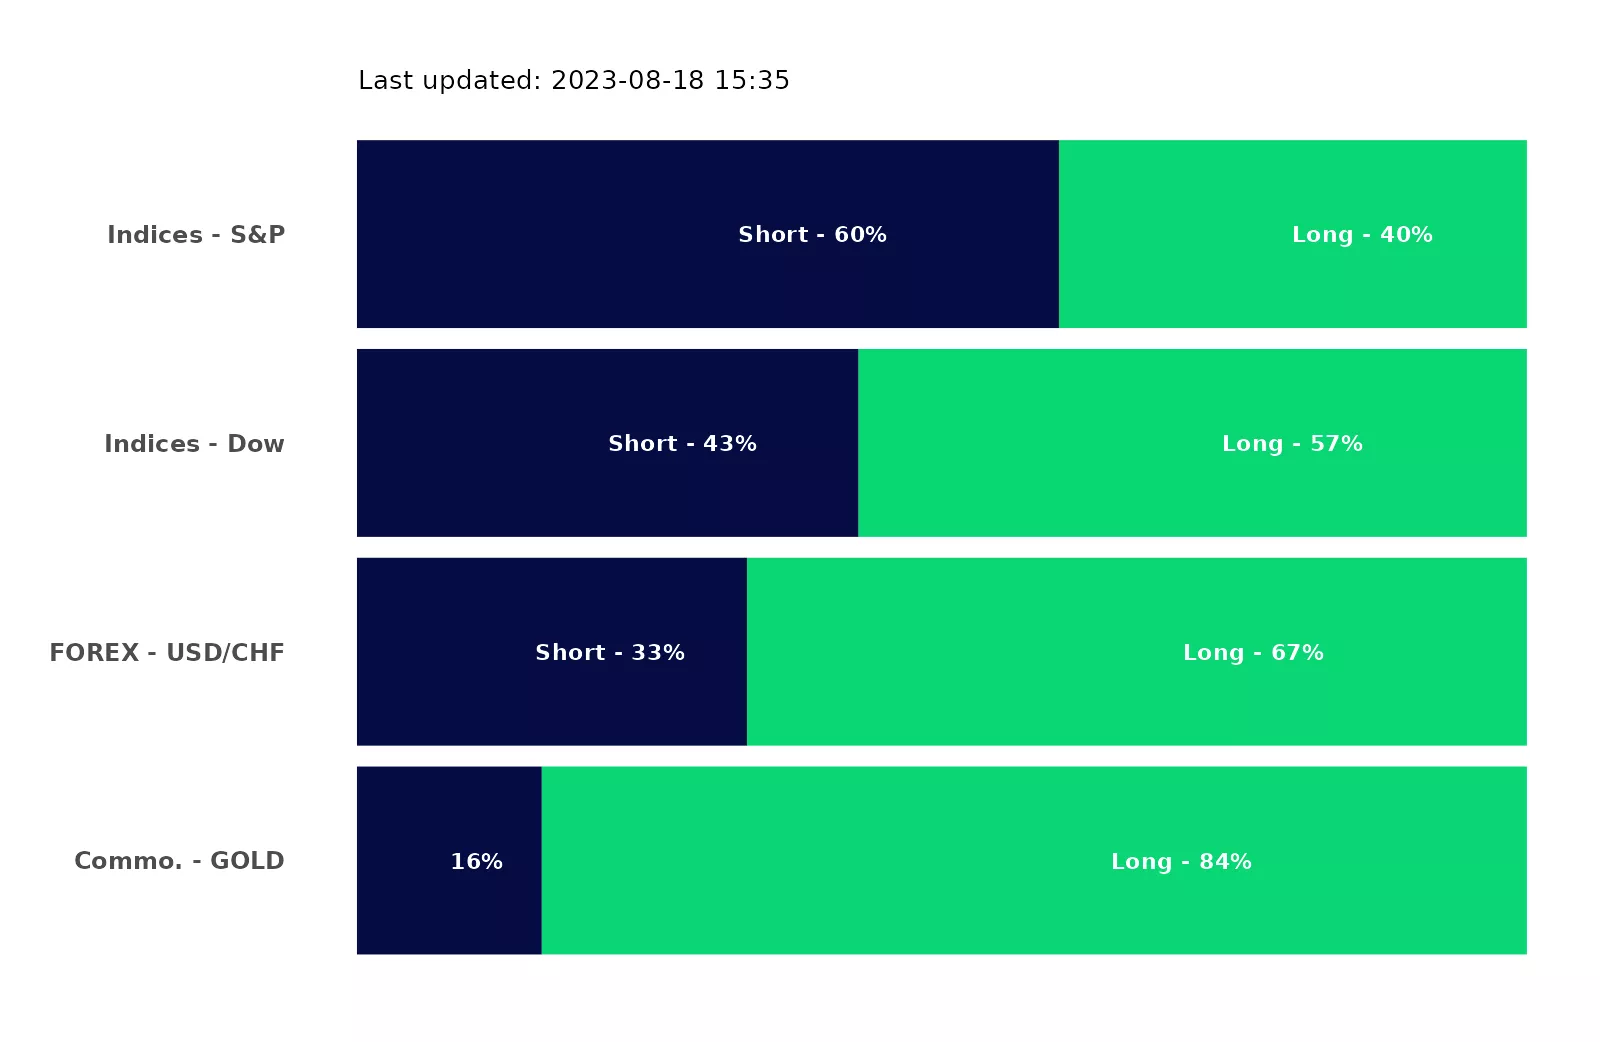 Last updated: 2023-08-18 15:35
Indices - S&P
Short - 60%
Long - 40%
Indices - Dow
Short - 43%
Long - 57%
FOREX - USD/CHF
Short - 33%
Long - 67%
Commo. - GOLD
16%
Long - 84%